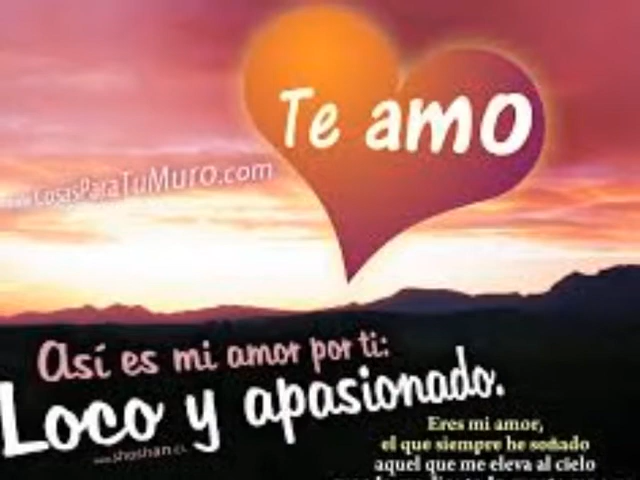 Te amo
www.CosasParaTuMuro.com
Así es mi amor por ti:
Loco y apasionado.
www.shoshan.cl
Eres mi amor,
el que siempre he soñado
aquel que me eleva al cielo